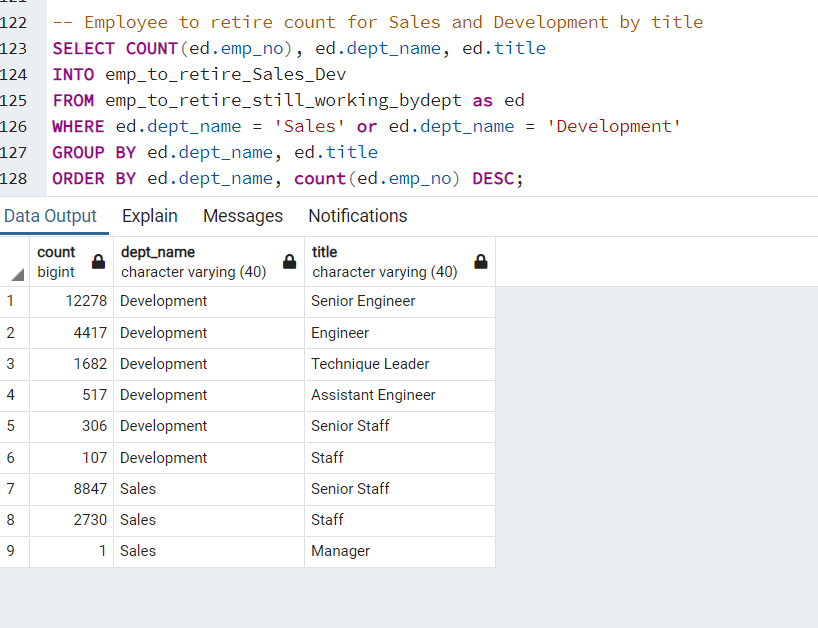 121
122 -- Employee to retire count for Sales and Development by title
123 SELECT COUNT(ed.emp_no), ed.dept_name, ed.title
124 INTO emp_to_retire_Sales_Dev
125 FROM emp_to_retire_still_working_bydept as ed
126 WHERE ed.dept_name = 'Sales' or ed.dept_name = 'Development'
127 GROUP BY ed.dept_name, ed.title
128 ORDER BY ed.dept_name, count(ed.emp_no) DESC;
Data Output Explain Messages Notifications
count dept_name title
bigint character varying (40) character varying (40)
1 12278 Development Senior Engineer
2 4417 Development Engineer
3 1682 Development Technique Leader
4 517 Development Assistant Engineer
5 306 Development Senior Staff
6 107 Development Staff
7 8847 Sales Senior Staff
8 2730 Sales Staff
9 1 Sales Manager